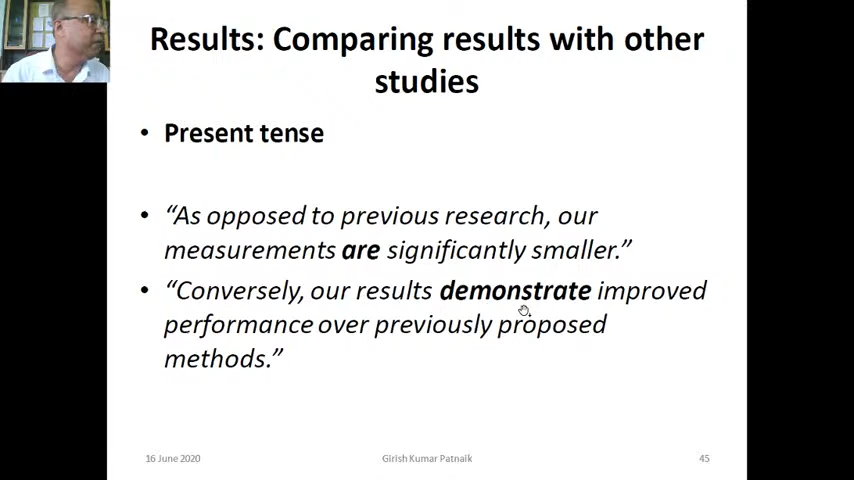 Results: Comparing results with other
studies
• Present tense
• “As opposed to previous research, our
measurements are significantly smaller.”
• “Conversely, our results demonstrate improved
performance over previously proposed
methods.”
16 June 2020
Girish Kumar Patnaik
45